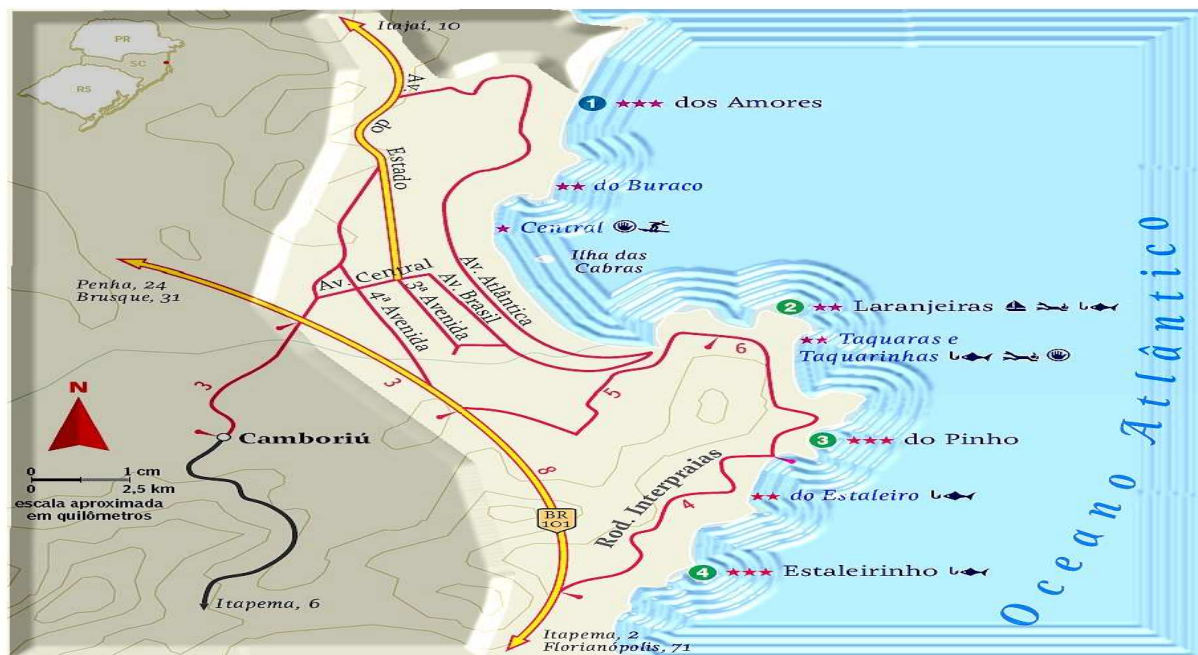 Itajaí, 10
PR
SC
RS
Av. do Estado
1 ★★★ dos Amores
★★ do Buraco
★ Central
Ilha das
Cabras
Penha, 24
Brusque, 31
Av. Central
4ª Avenida
3ª Avenida
Av. Brasil
Av. Atlântica
2 ★★ Laranjeiras
★★ Taquaras e
Taquarinhas
6
5
3
3
N
Camboriú
3 ★★★ do Pinho
0 1 cm
0 2,5 km
escala aproximada
em quilômetros
8
Rod. Interpraias
4
★★ do Estaleiro
BR
101
4 ★★★ Estaleirinho
Itapema, 6
Itapema, 2
Florianópolis, 71
Oceano Atlântico